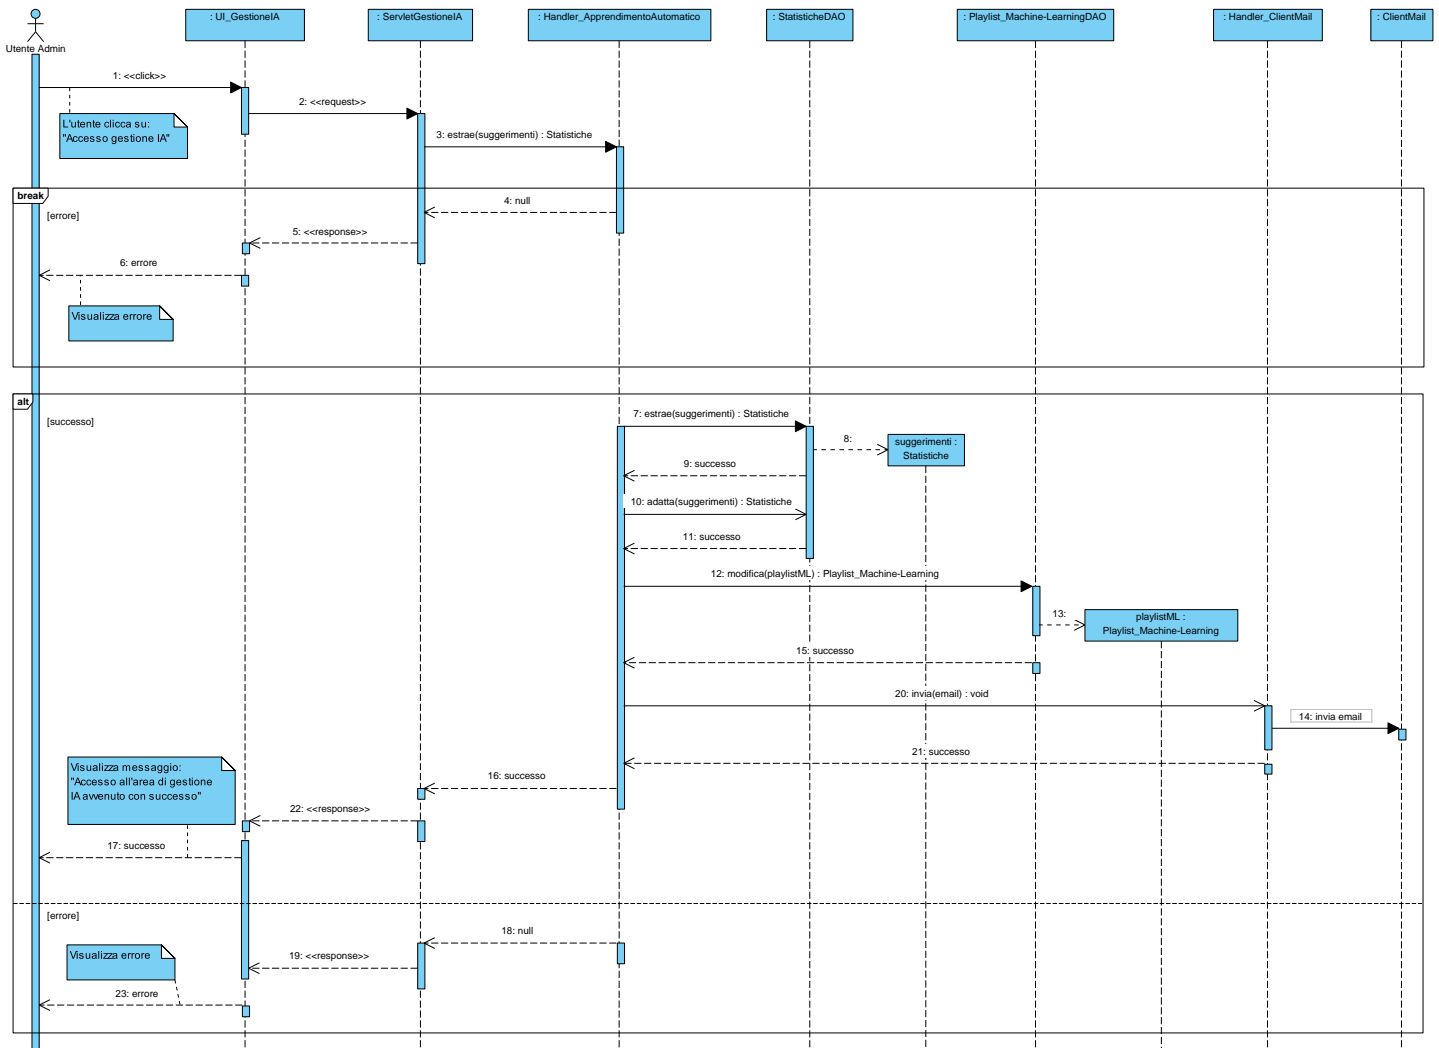 : UI_GestioneIA
: ServletGestioneIA
: Handler_ApprendimentoAutomatico
: StatisticheDAO
: Playlist_Machine-LearningDAO
: Handler_ClientMail
: ClientMail
Utente Admin
1: <<click>>
2: <<request>>
L'utente clicca su:
"Accesso gestione IA"
3: estrae(suggerimenti) : Statistiche
break
[errore]
4: null
5: <<response>>
6: errore
Visualizza errore
alt
[successo]
7: estrae(suggerimenti) : Statistiche
8:
suggerimenti :
Statistiche
9: successo
10: adatta(suggerimenti) : Statistiche
11: successo
12: modifica(playlistML) : Playlist_Machine-Learning
13:
playlistML :
Playlist_Machine-Learning
15: successo
20: invia(email) : void
14: invia email
21: successo
Visualizza messaggio:
"Accesso all'area di gestione
IA avvenuto con successo"
16: successo
22: <<response>>
17: successo
[errore]
18: null
Visualizza errore
19: <<response>>
23: errore